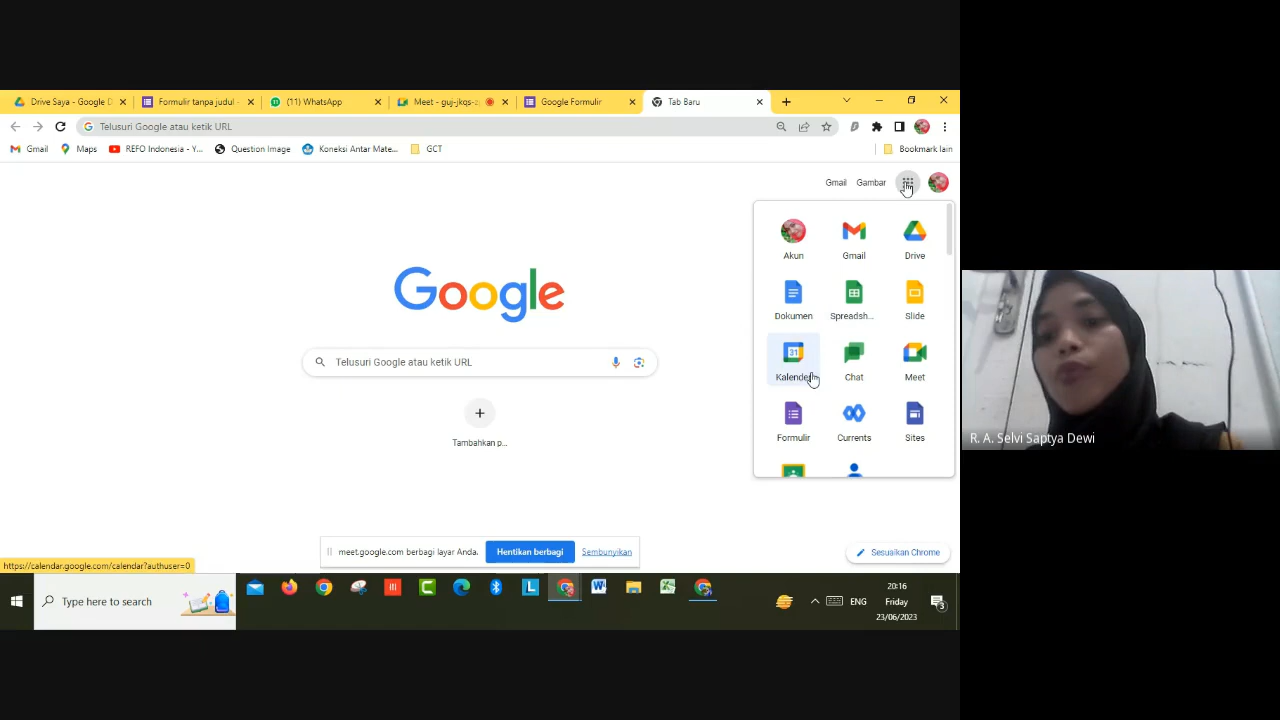 Drive Saya - Google D
Formulir tanpa judul -
(11) WhatsApp
Meet - guj-jkqs-
Google Formulir
Tab Baru
Telusuri Google atau ketik URL
Gmail
Maps
REFO Indonesia - Y...
Question Image
Koneksi Antar Mate...
GCT
Bookmark lain
Gmail
Gambar
Akun
Gmail
Drive
Dokumen
Spreadsh...
Slide
31
Kalender
Chat
Meet
Formulir
Currents
Sites
Google
Telusuri Google atau ketik URL
Tambahkan p...
meet.google.com berbagi layar Anda.
Hentikan berbagi
Sembunyikan
Sesuaikan Chrome
https://calendar.google.com/calendar?authuser=0
Type here to search
ENG
20:16
Friday
23/06/2023
3
R. A. Selvi Saptya Dewi